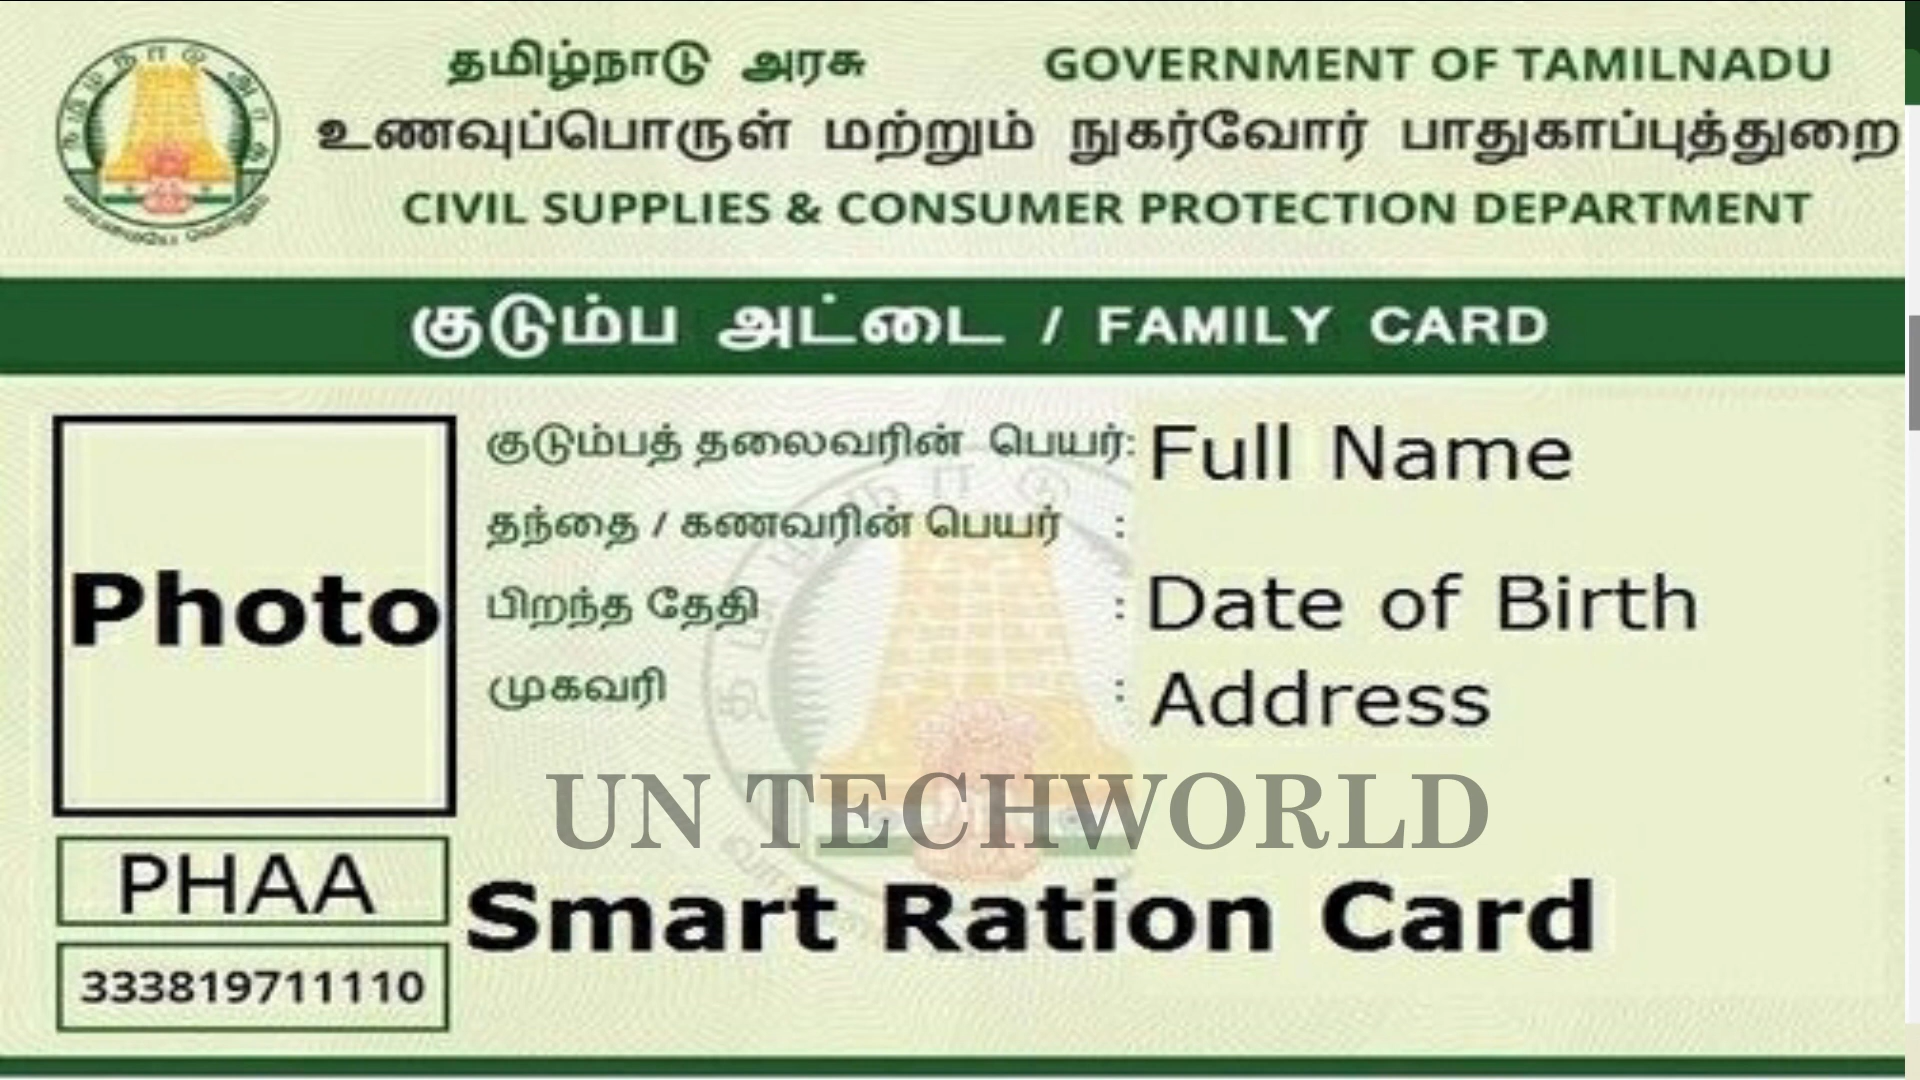 தமிழ்நாடு அரசு GOVERNMENT OF TAMILNADU
உணவுப்பொருள் மற்றும் நுகர்வோர் பாதுகாப்புத்துறை
CIVIL SUPPLIES & CONSUMER PROTECTION DEPARTMENT
குடும்ப அட்டை / FAMILY CARD
குடும்பத் தலைவரின் பெயர்: Full Name
தந்தை / கணவரின் பெயர் :
பிறந்த தேதி : Date of Birth
முகவரி : Address
Photo
UN TECHWORLD
PHAA
Smart Ration Card
333819711110